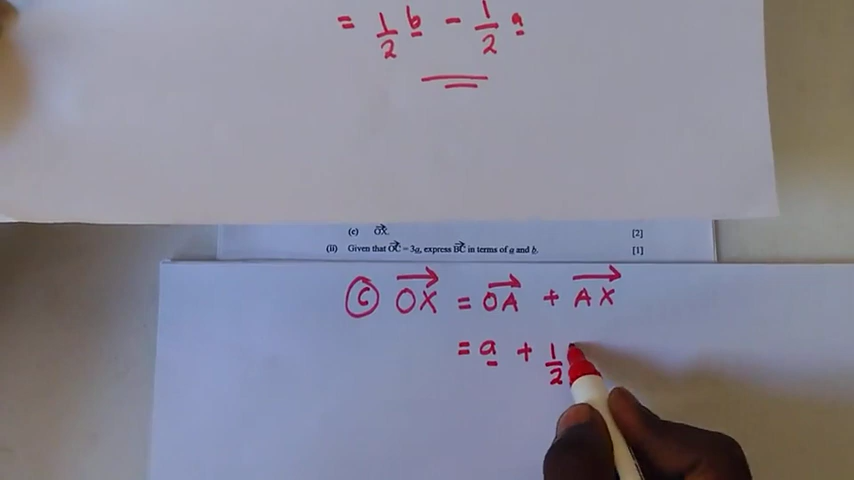 = 1/2 b - 1/2 a
(c) OX [2]
(ii) Given that OC = 3a, express BC in terms of a and b. [1]
C OX = OA + AX
= a + 1/2